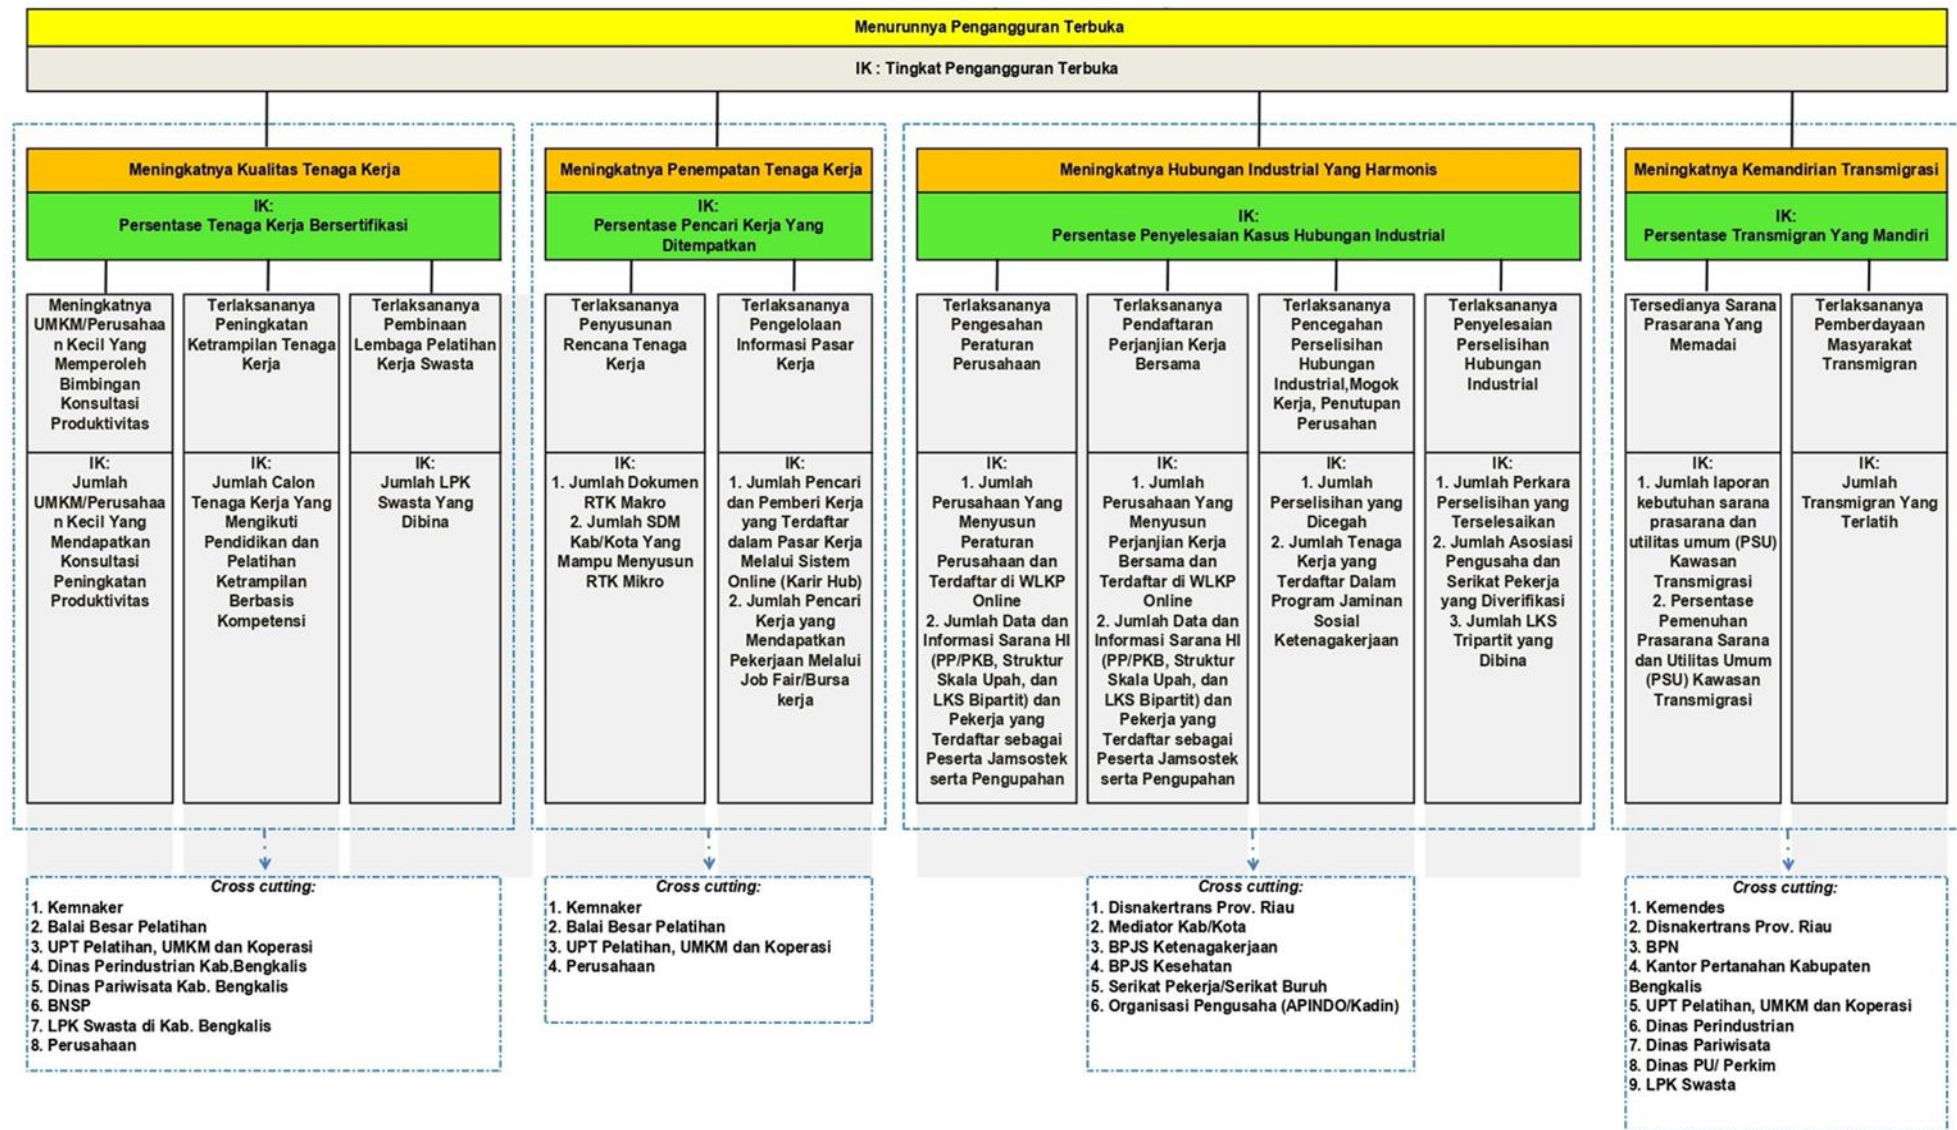 Menurunnya Pengangguran Terbuka
IK : Tingkat Pengangguran Terbuka
Meningkatnya Kualitas Tenaga Kerja
IK:
Persentase Tenaga Kerja Bersertifikasi
Meningkatnya
UMKM/Perusahaa
n Kecil Yang
Memperoleh
Bimbingan
Konsultasi
Produktivitas
IK:
Jumlah
UMKM/Perusahaa
n Kecil Yang
Mendapatkan
Konsultasi
Peningkatan
Produktivitas
Terlaksananya
Peningkatan
Ketrampilan Tenaga
Kerja
IK:
Jumlah Calon
Tenaga Kerja Yang
Mengikuti
Pendidikan dan
Pelatihan
Ketrampilan
Berbasis
Kompetensi
Terlaksananya
Pembinaan
Lembaga Pelatihan
Kerja Swasta
IK:
Jumlah LPK
Swasta Yang
Dibina
Cross cutting:
1. Kemnaker
2. Balai Besar Pelatihan
3. UPT Pelatihan, UMKM dan Koperasi
4. Dinas Perindustrian Kab.Bengkalis
5. Dinas Pariwisata Kab. Bengkalis
6. BNSP
7. LPK Swasta di Kab. Bengkalis
8. Perusahaan
Meningkatnya Penempatan Tenaga Kerja
IK:
Persentase Pencari Kerja Yang
Ditempatkan
Terlaksananya
Penyusunan
Rencana Tenaga
Kerja
IK:
1. Jumlah Dokumen
RTK Makro
2. Jumlah SDM
Kab/Kota Yang
Mampu Menyusun
RTK Mikro
Terlaksananya
Pengelolaan
Informasi Pasar
Kerja
IK:
1. Jumlah Pencari
dan Pemberi Kerja
yang Terdaftar
dalam Pasar Kerja
Melalui Sistem
Online (Karir Hub)
2. Jumlah Pencari
Kerja yang
Mendapatkan
Pekerjaan Melalui
Job Fair/Bursa
kerja
Cross cutting:
1. Kemnaker
2. Balai Besar Pelatihan
3. UPT Pelatihan, UMKM dan Koperasi
4. Perusahaan
Meningkatnya Hubungan Industrial Yang Harmonis
IK:
Persentase Penyelesaian Kasus Hubungan Industrial
Terlaksananya
Pengesahan
Peraturan
Perusahaan
IK:
1. Jumlah
Perusahaan Yang
Menyusun
Peraturan
Perusahaan dan
Terdaftar di WLKP
Online
2. Jumlah Data dan
Informasi Sarana HI
(PP/PKB, Struktur
Skala Upah, dan
LKS Bipartit) dan
Pekerja yang
Terdaftar sebagai
Peserta Jamsostek
serta Pengupahan
Terlaksananya
Pendaftaran
Perjanjian Kerja
Bersama
IK:
1. Jumlah
Perusahaan Yang
Menyusun
Perjanjian Kerja
Bersama dan
Terdaftar di WLKP
Online
2. Jumlah Data dan
Informasi Sarana HI
(PP/PKB, Struktur
Skala Upah, dan
LKS Bipartit) dan
Pekerja yang
Terdaftar sebagai
Peserta Jamsostek
serta Pengupahan
Terlaksananya
Pencegahan
Perselisihan
Hubungan
Industrial,Mogok
Kerja, Penutupan
Perusahan
IK:
1. Jumlah
Perselisihan yang
Dicegah
2. Jumlah Tenaga
Kerja yang
Terdaftar Dalam
Program Jaminan
Sosial
Ketenagakerjaan
Terlaksananya
Penyelesaian
Perselisihan
Hubungan
Industrial
IK:
1. Jumlah Perkara
Perselisihan yang
Terselesaikan
2. Jumlah Asosiasi
Pengusaha dan
Serikat Pekerja
yang Diverifikasi
3. Jumlah LKS
Tripartit yang
Dibina
Cross cutting:
1. Disnakertrans Prov. Riau
2. Mediator Kab/Kota
3. BPJS Ketenagakerjaan
4. BPJS Kesehatan
5. Serikat Pekerja/Serikat Buruh
6. Organisasi Pengusaha (APINDO/Kadin)
Meningkatnya Kemandirian Transmigrasi
IK:
Persentase Transmigran Yang Mandiri
Tersedianya Sarana
Prasarana Yang
Memadai
IK:
1. Jumlah laporan
kebutuhan sarana
prasarana dan
utilitas umum (PSU)
Kawasan
Transmigrasi
2. Persentase
Pemenuhan
Prasarana Sarana
dan Utilitas Umum
(PSU) Kawasan
Transmigrasi
Terlaksananya
Pemberdayaan
Masyarakat
Transmigran
IK:
Jumlah
Transmigran Yang
Terlatih
Cross cutting:
1. Kemendes
2. Disnakertrans Prov. Riau
3. BPN
4. Kantor Pertanahan Kabupaten
Bengkalis
5. UPT Pelatihan, UMKM dan Koperasi
6. Dinas Perindustrian
7. Dinas Pariwisata
8. Dinas PU/ Perkim
9. LPK Swasta